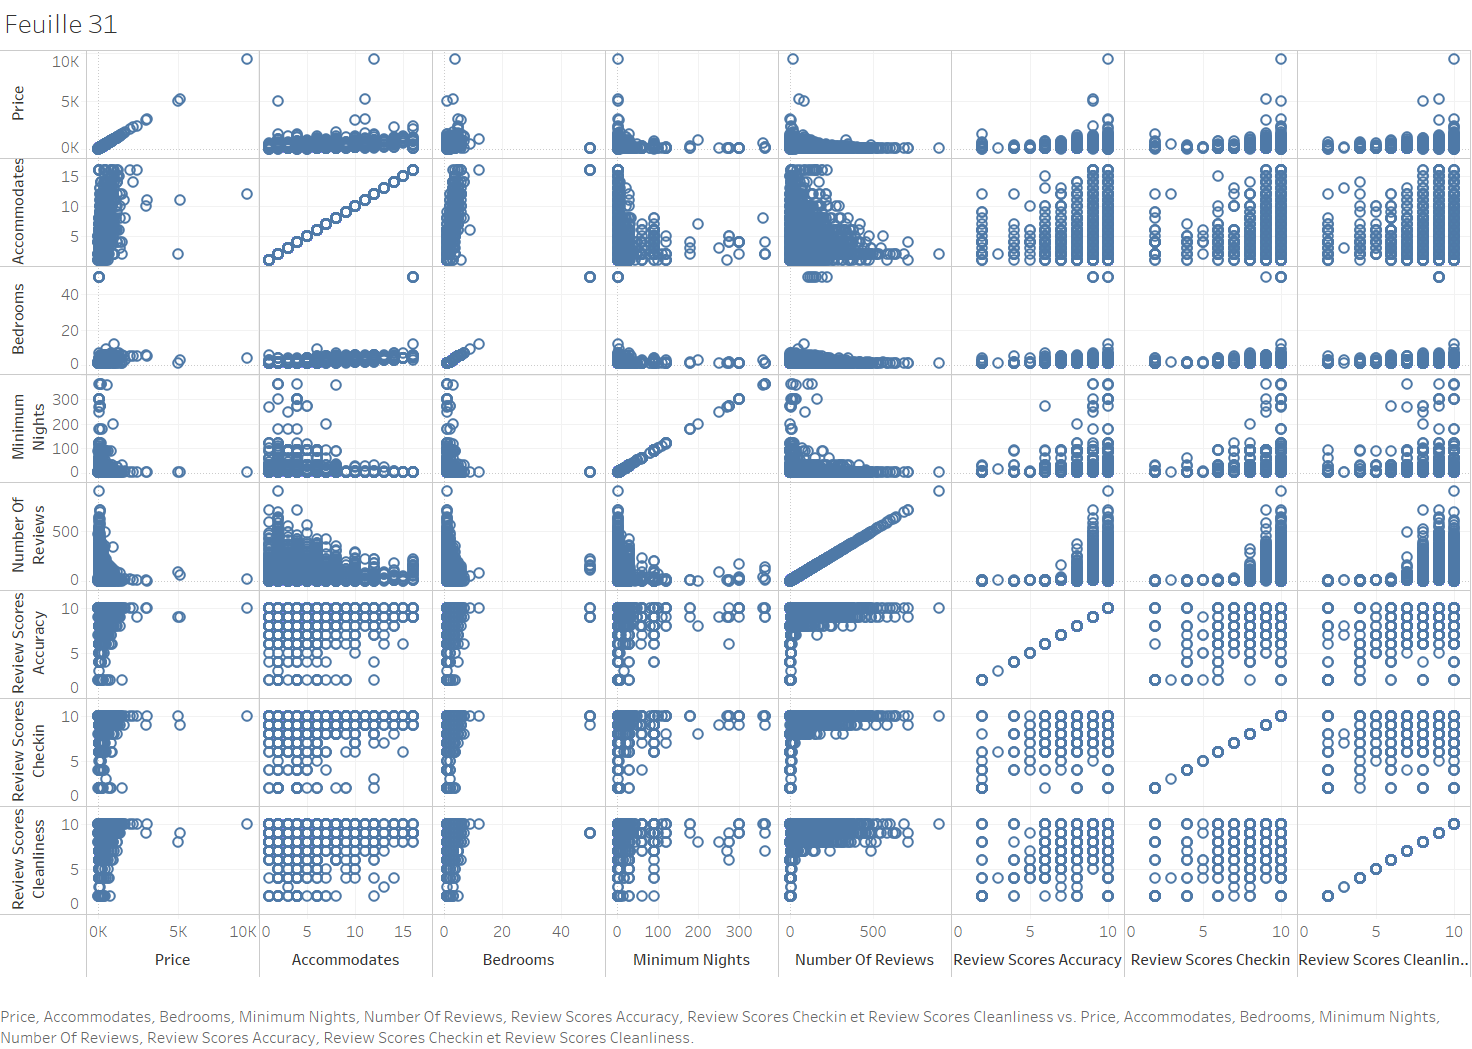 Feuille 31
Price
10K
5K
0K
Accommodates
15
10
5
Bedrooms
40
20
0
Minimum
Nights
300
200
100
0
Number Of
Reviews
500
0
Review Scores
Accuracy
10
5
0
Review Scores
Checkin
10
5
0
Review Scores
Cleanliness
10
5
0
0K 5K 10K 0 5 10 15 0 20 40 0 100 200 300 0 500 0 5 10 0 5 10 0 5 10
Price Accommodates Bedrooms Minimum Nights Number Of Reviews Review Scores Accuracy Review Scores Checkin Review Scores Cleanlin..
Price, Accommodates, Bedrooms, Minimum Nights, Number Of Reviews, Review Scores Accuracy, Review Scores Checkin et Review Scores Cleanliness vs. Price, Accommodates, Bedrooms, Minimum Nights,
Number Of Reviews, Review Scores Accuracy, Review Scores Checkin et Review Scores Cleanliness.